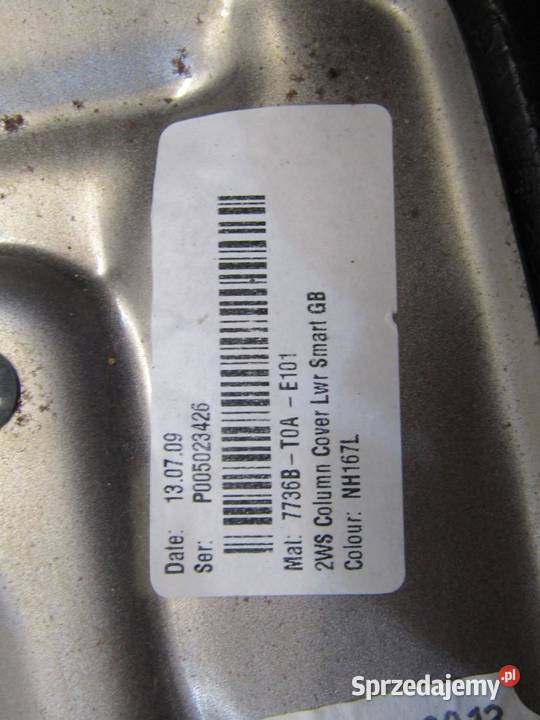 Date: 13.07.09
Ser: P005023426
Mat: 7736B-T0A-E101
2WS Column Cover Lwr Smart GB
Colour: NH167L
Sprzedajemy.pl